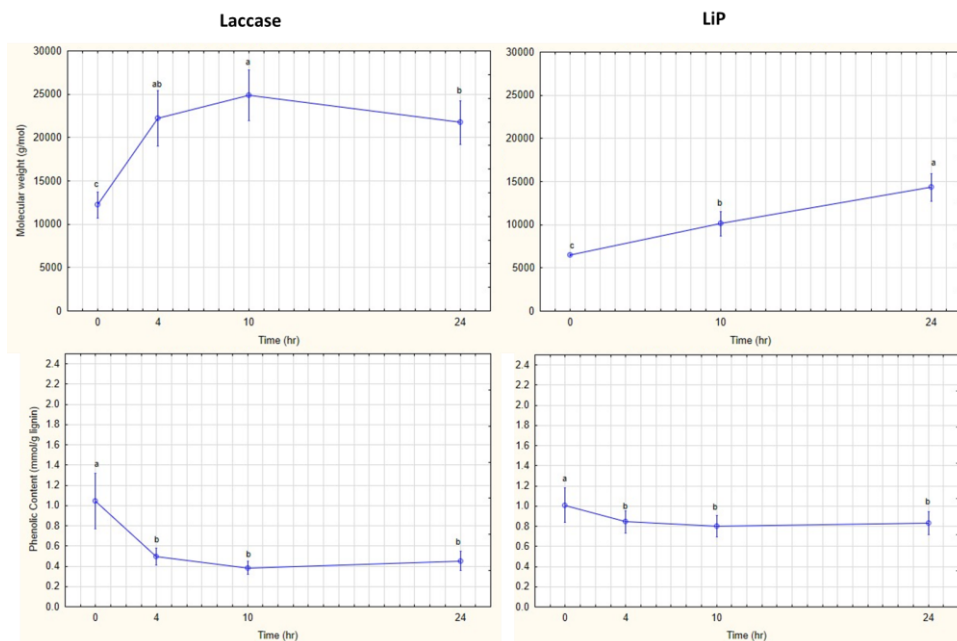 Laccase
LiP
30000
25000
20000
15000
10000
5000
0
Molecular weight (g/mol)
c
ab
a
b
0
4
10
24
Time (hr)
30000
25000
20000
15000
10000
5000
0
c
b
a
0
10
24
Time (hr)
2.4
2.2
2.0
1.8
1.6
1.4
1.2
1.0
0.8
0.6
0.4
0.2
0.0
Phenolic Content (mmol/g lignin)
a
b
b
b
0
4
10
24
Time (hr)
2.4
2.2
2.0
1.8
1.6
1.4
1.2
1.0
0.8
0.6
0.4
0.2
0.0
a
b
b
b
0
4
10
24
Time (hr)